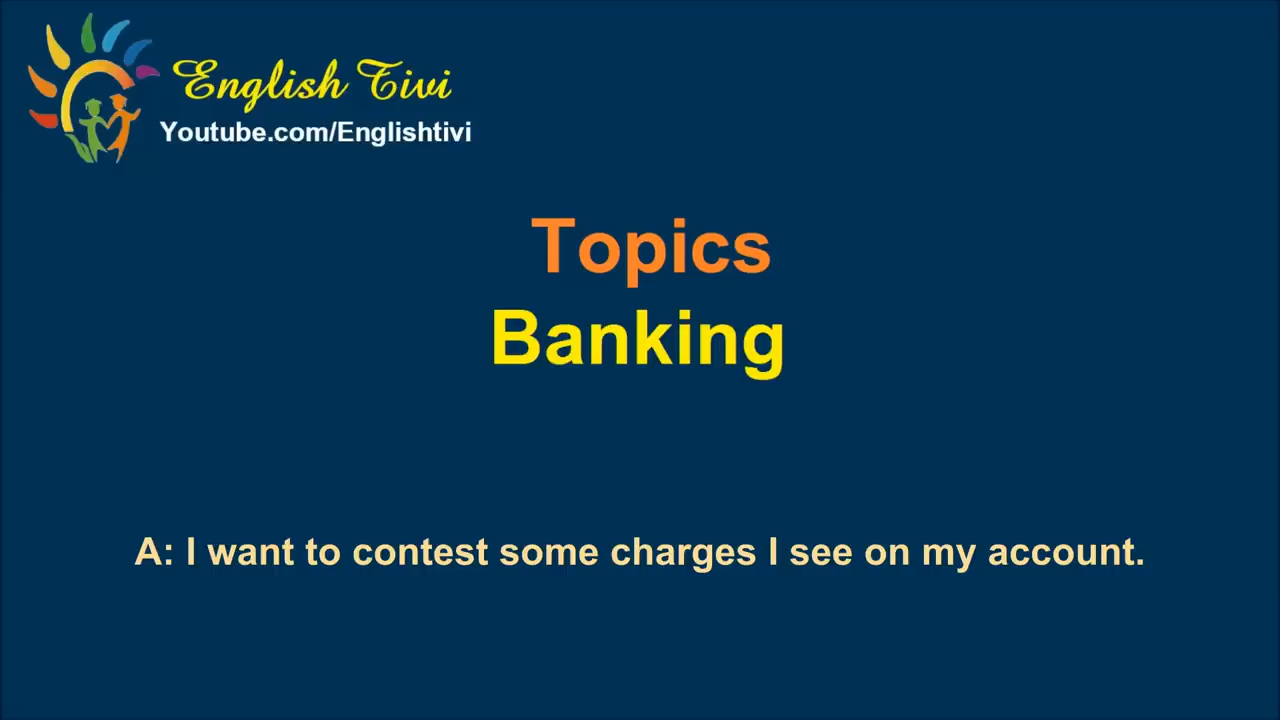 English Tivi
Youtube.com/Englishtivi
Topics
Banking
A: I want to contest some charges I see on my account.